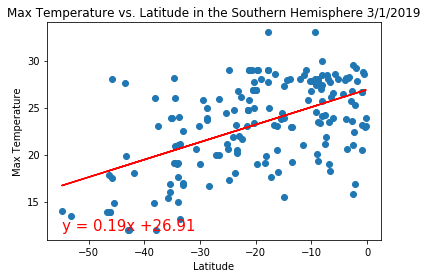 Max Temperature vs. Latitude in the Southern Hemisphere 3/1/2019
Max Temperature
30
25
20
15
y = 0.19x +26.91
−50
−40
−30
−20
−10
0
Latitude